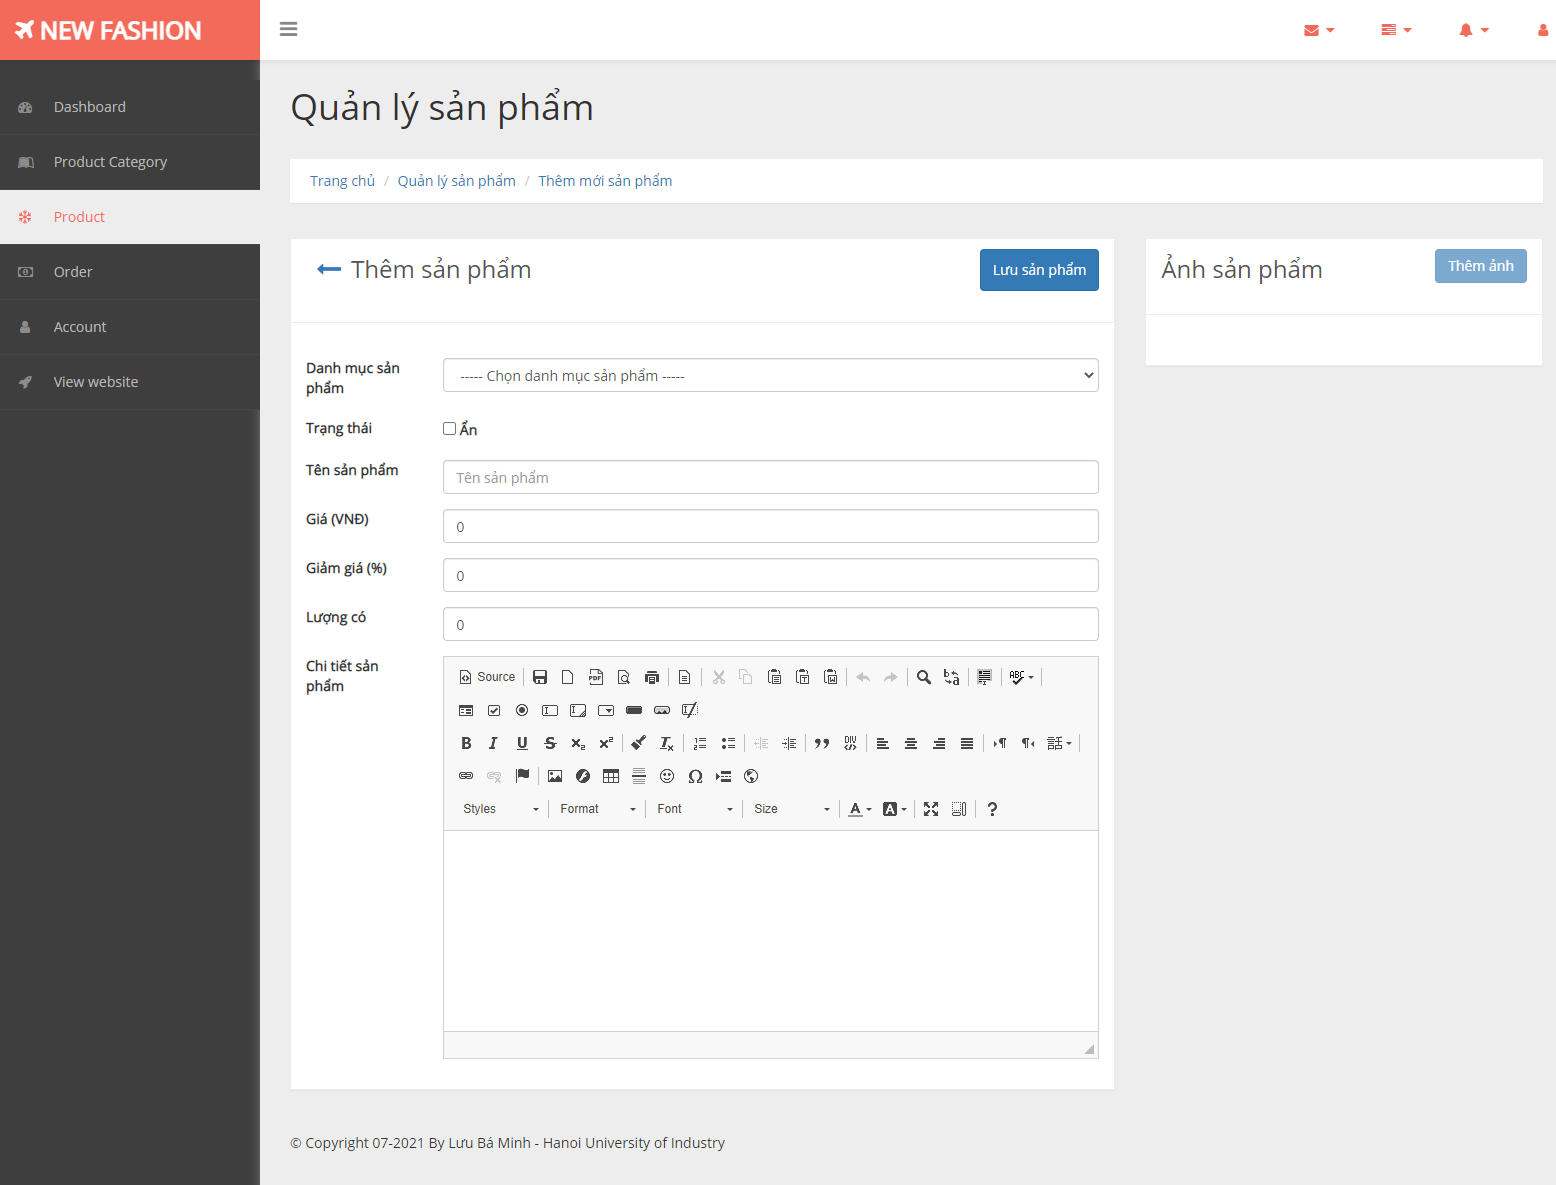 NEW FASHION
Dashboard
Product Category
Product
Order
Account
View website
Quản lý sản phẩm
Trang chủ / Quản lý sản phẩm / Thêm mới sản phẩm
Thêm sản phẩm
Lưu sản phẩm
Danh mục sản
phẩm
----- Chọn danh mục sản phẩm -----
Trạng thái
Ẩn
Tên sản phẩm
Tên sản phẩm
Giá (VNĐ)
0
Giảm giá (%)
0
Lượng có
0
Chi tiết sản
phẩm
Source
Styles Format Font Size
Ảnh sản phẩm
Thêm ảnh
© Copyright 07-2021 By Lưu Bá Minh - Hanoi University of Industry